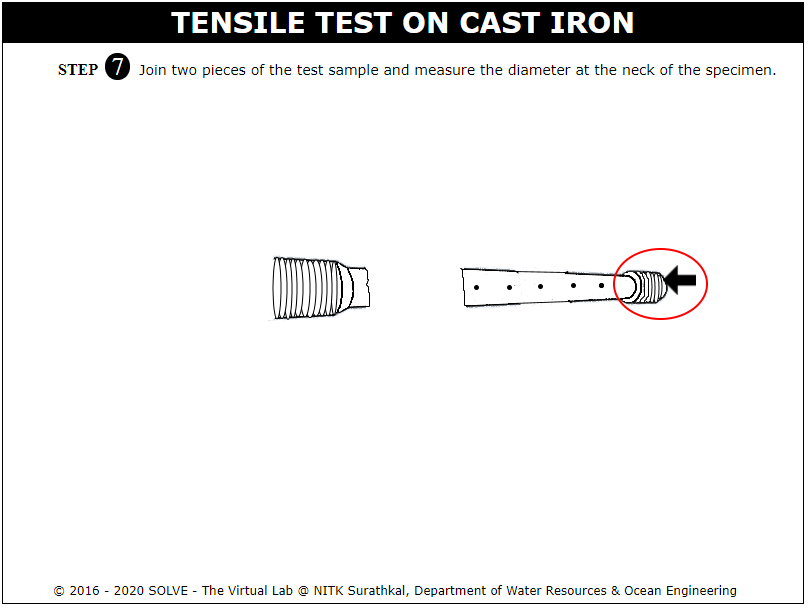 TENSILE TEST ON CAST IRON
STEP 7 Join two pieces of the test sample and measure the diameter at the neck of the specimen.
© 2016 - 2020 SOLVE - The Virtual Lab @ NITK Surathkal, Department of Water Resources & Ocean Engineering